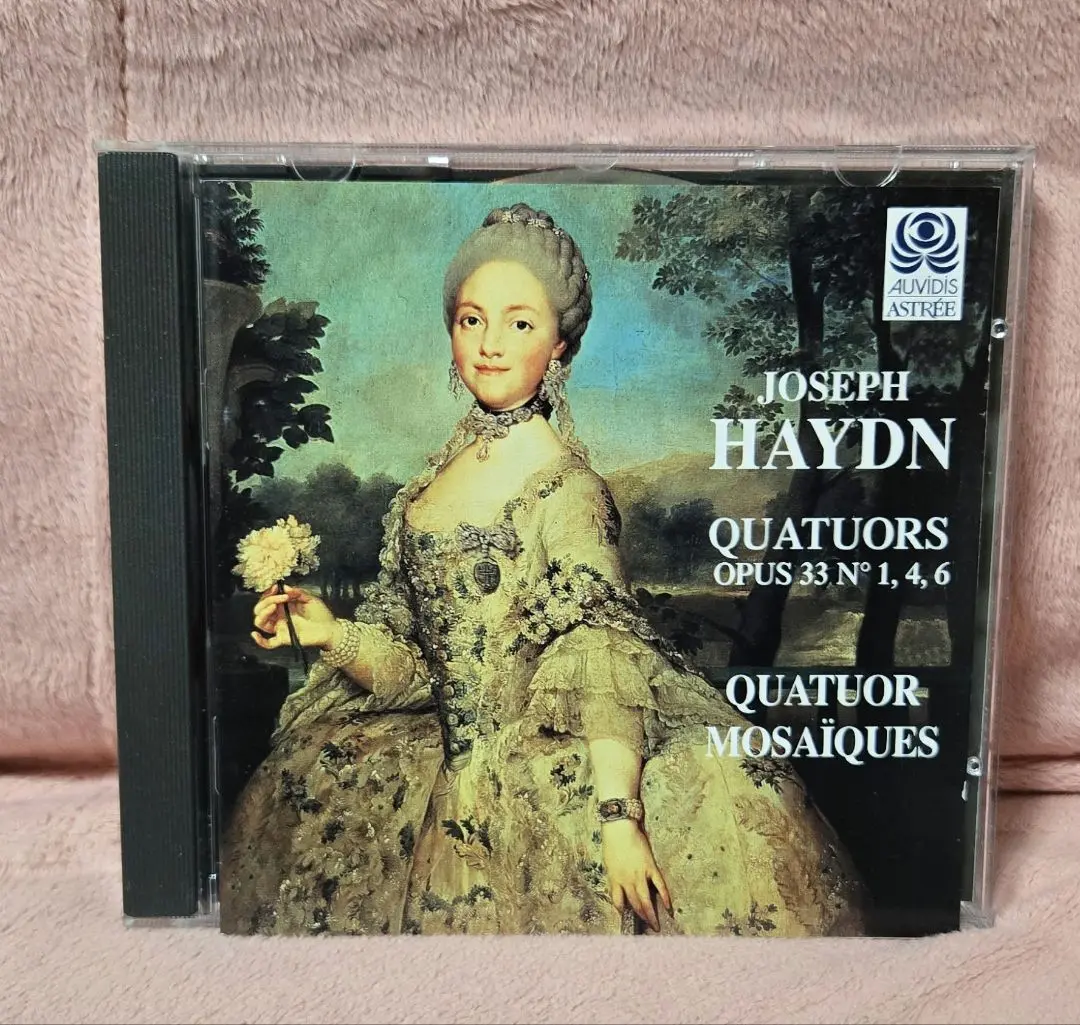 AUVIDIS
ASTRÉE
JOSEPH
HAYDN
QUATUORS
OPUS 33 N° 1, 4, 6
QUATUOR
MOSAÏQUES